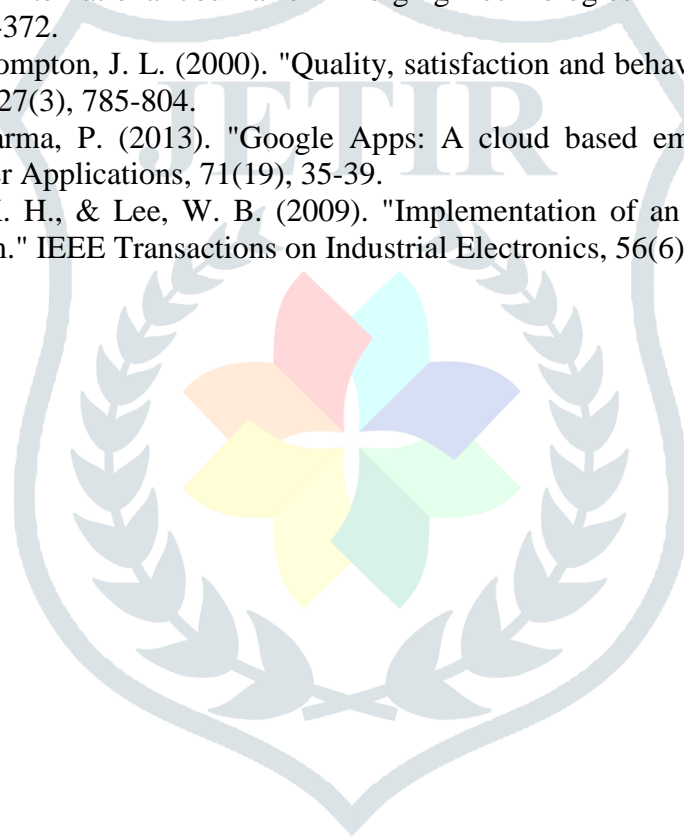 -372.
ompton, J. L. (2000). "Quality, satisfaction and behav
27(3), 785-804.
JETIR
arma, P. (2013). "Google Apps: A cloud based em
er Applications, 71(19), 35-39.
H., & Lee, W. B. (2009). "Implementation of an
n." IEEE Transactions on Industrial Electronics, 56(6)